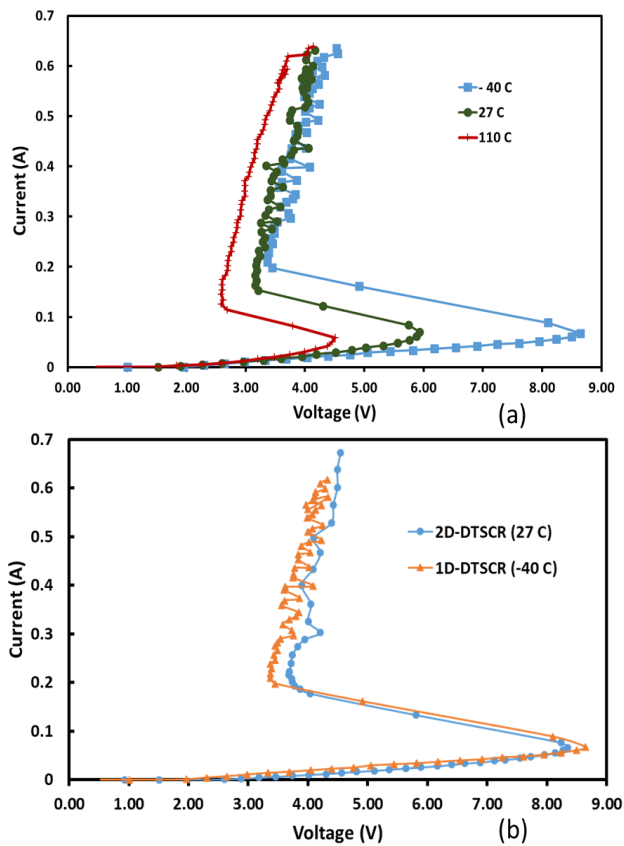 0.7
0.6
0.5
0.4
0.3
0.2
0.1
0
Current (A)
- 40 C
27 C
110 C
0.00 1.00 2.00 3.00 4.00 5.00 6.00 7.00 8.00 9.00
Voltage (V)
(a)
0.7
0.6
0.5
0.4
0.3
0.2
0.1
0
Current (A)
2D-DTSCR (27 C)
1D-DTSCR (-40 C)
0.00 1.00 2.00 3.00 4.00 5.00 6.00 7.00 8.00 9.00
Voltage (V)
(b)